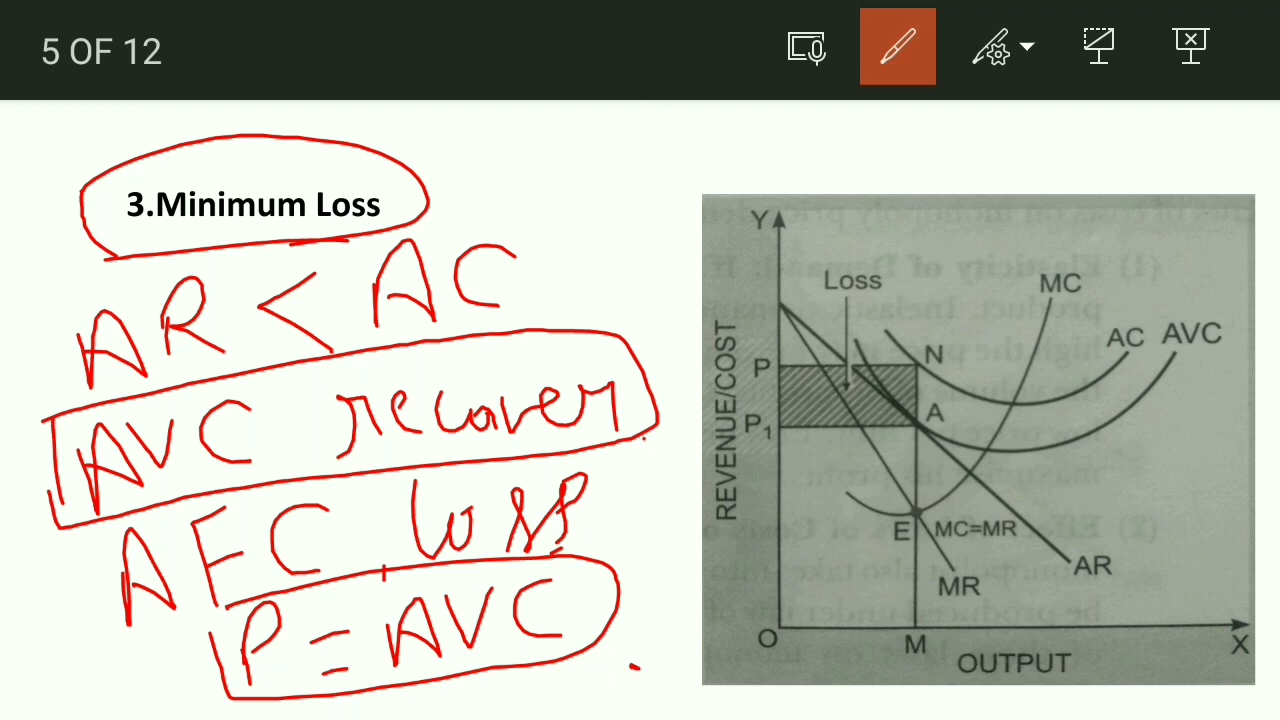 5 OF 12
3.Minimum Loss
AR < AC
AVC recover
AFC loss
P = AVC
Y
Loss
MC
AC
AVC
N
P
A
P1
REVENUE/COST
E
MC=MR
AR
MR
O
M
X
OUTPUT